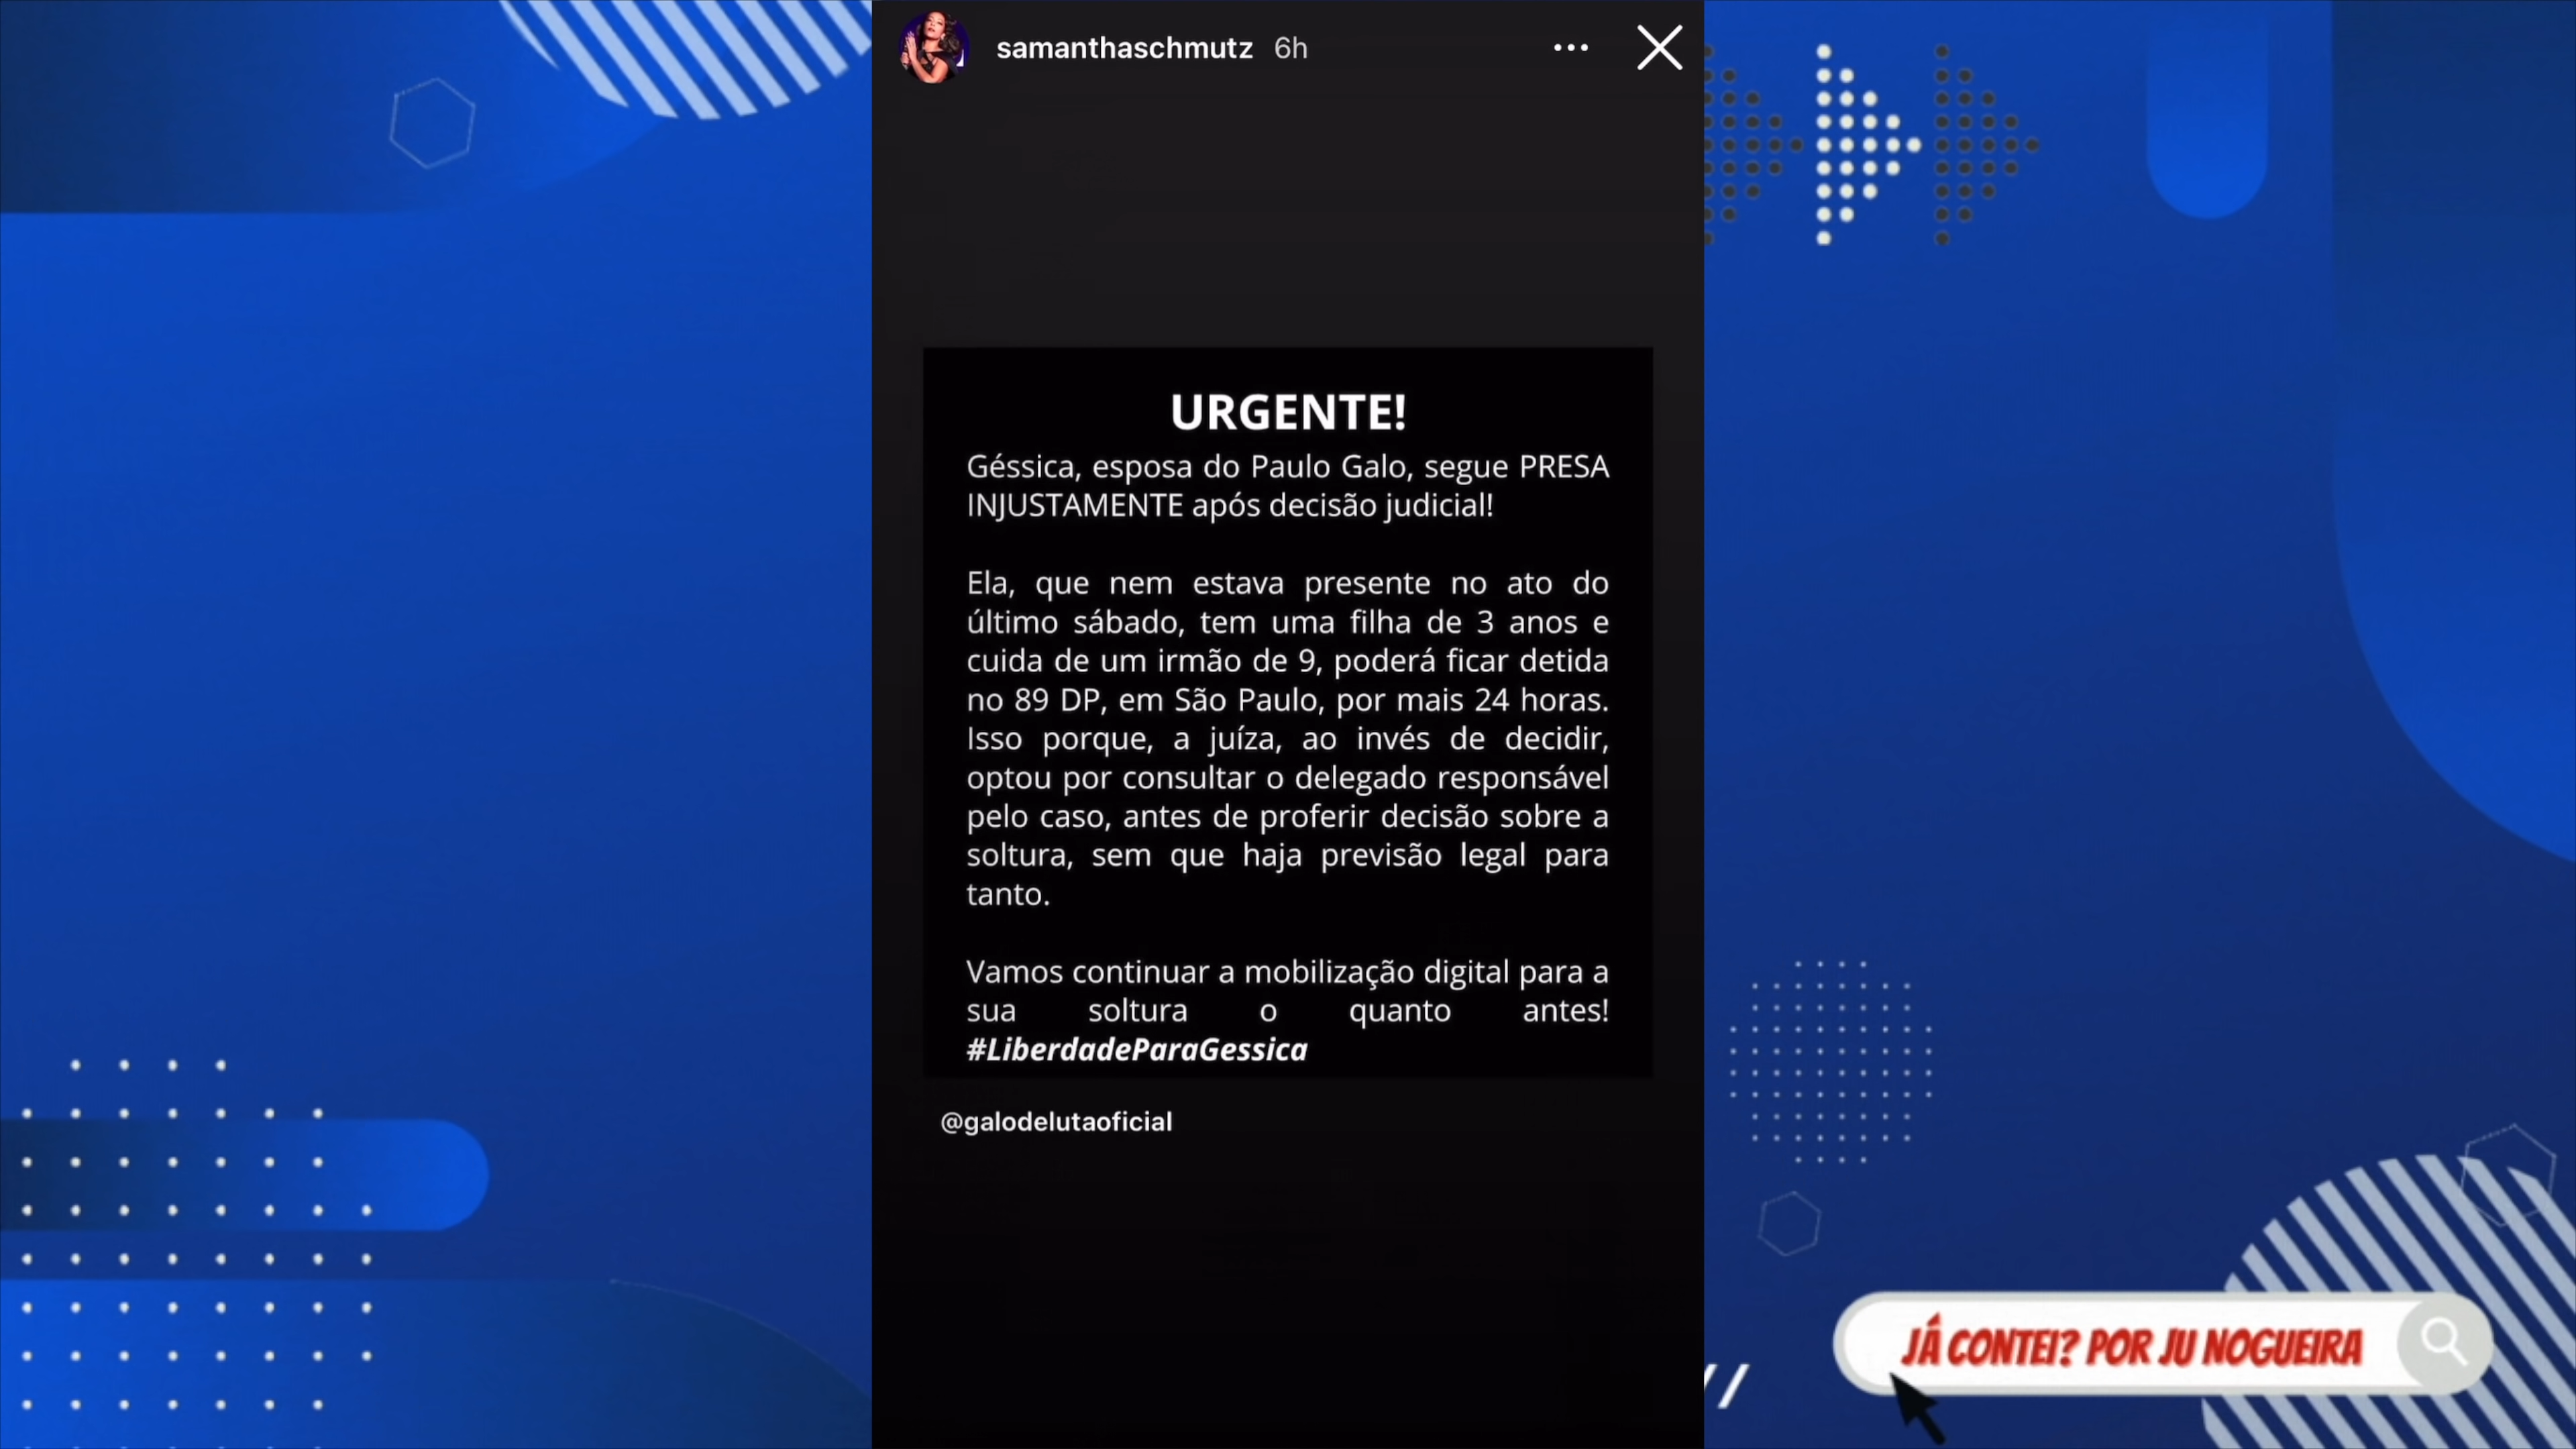 samanthaschmutz 6h
URGENTE!
Géssica, esposa do Paulo Galo, segue PRESA
INJUSTAMENTE após decisão judicial!
Ela, que nem estava presente no ato do
último sábado, tem uma filha de 3 anos e
cuida de um irmão de 9, poderá ficar detida
no 89 DP, em São Paulo, por mais 24 horas.
Isso porque, a juíza, ao invés de decidir,
optou por consultar o delegado responsável
pelo caso, antes de proferir decisão sobre a
soltura, sem que haja previsão legal para
tanto.
Vamos continuar a mobilização digital para a
sua soltura o quanto antes!
#LiberdadeParaGessica
@galodelutaoficial
JÁ CONTEI? POR JU NOGUEIRA